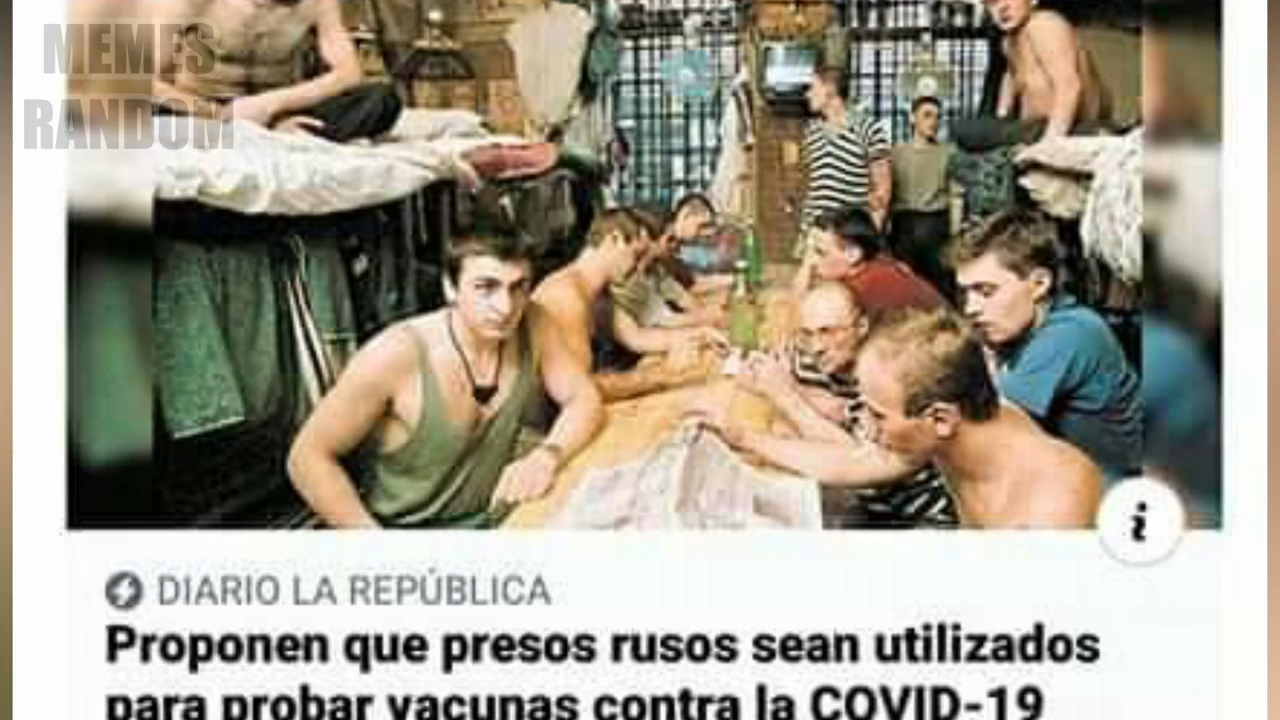 MEMES
RANDOM
DIARIO LA REPÚBLICA
Proponen que presos rusos sean utilizados
para probar vacunas contra la COVID-19